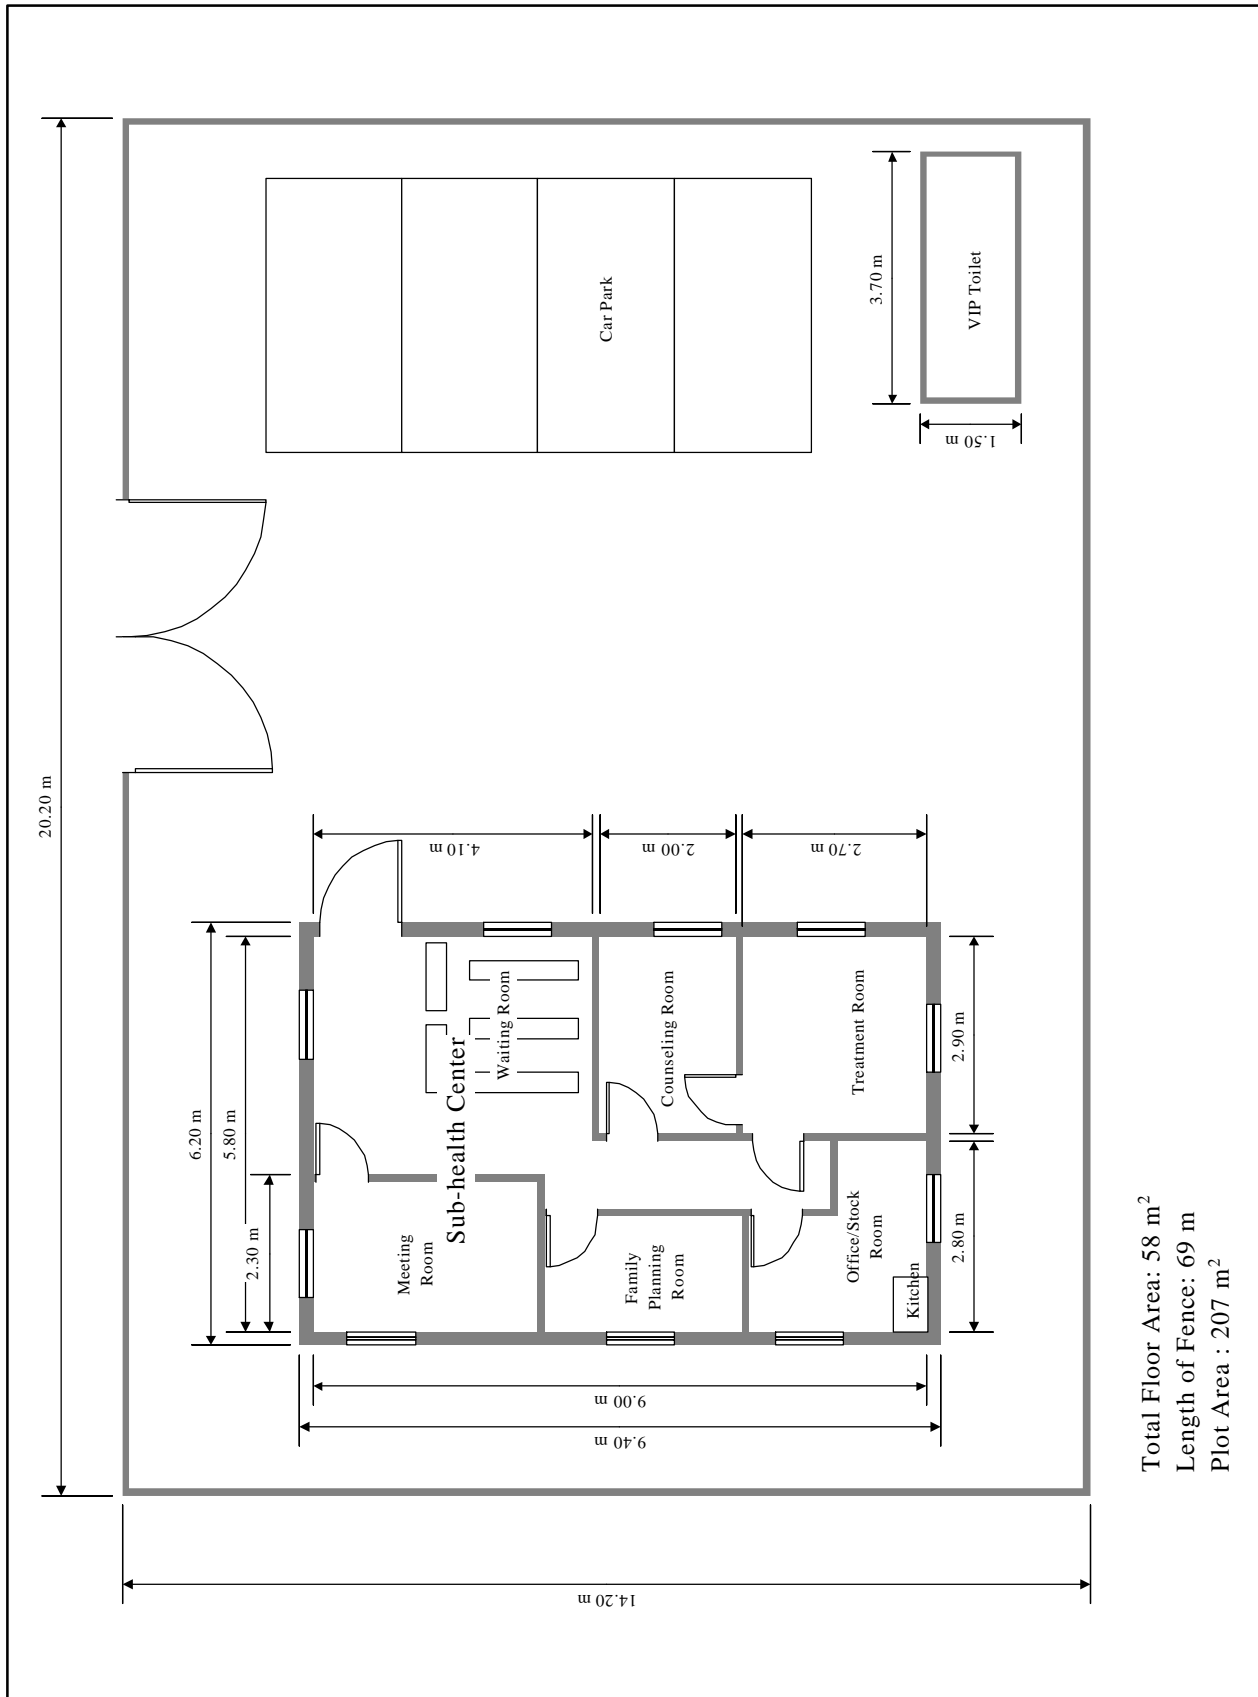 20.20 m
Car Park
3.70 m
VIP Toilet
1.50 m
6.20 m
5.80 m
2.30 m
4.10 m
2.00 m
2.70 m
Sub-health Center
Waiting Room
Counseling Room
Treatment Room
2.90 m
Meeting
Room
Family
Planning
Room
Office/Stock
Room
Kitchen
2.80 m
9.00 m
9.40 m
14.20 m
Total Floor Area: 58 m²
Length of Fence: 69 m
Plot Area : 207 m²